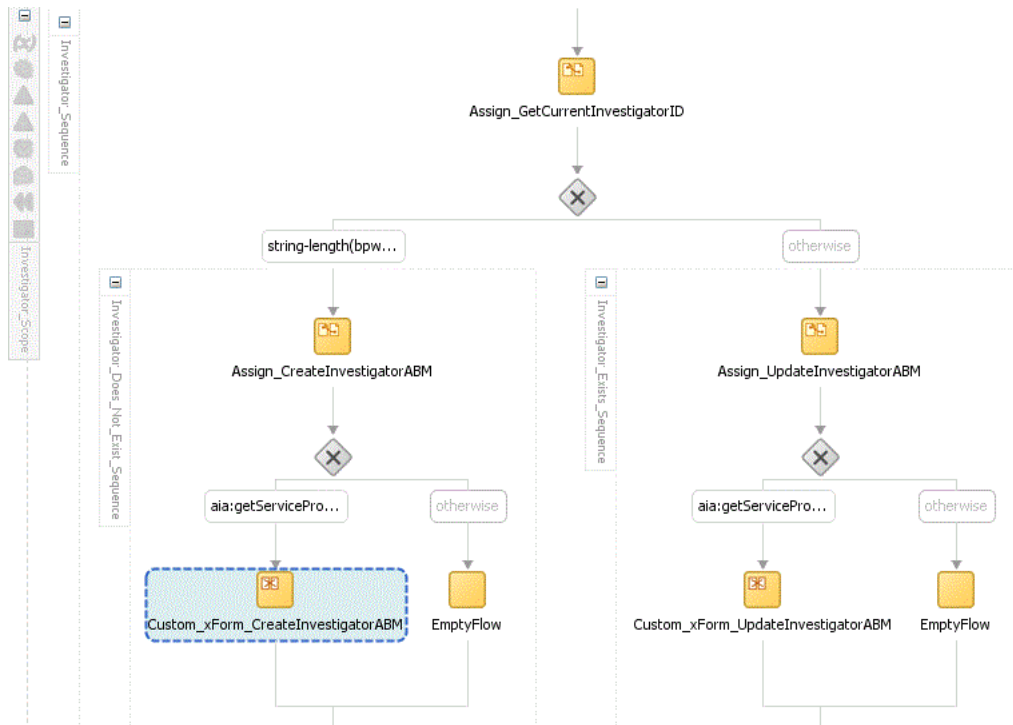 Investigator_Scope
Investigator_Sequence
Assign_GetCurrentInvestigatorID
string-length(bpw...
otherwise
Investigator_Does_Not_Exist_Sequence
Assign_CreateInvestigatorABM
aia:getServicePro...
otherwise
Custom_xForm_CreateInvestigatorABM
EmptyFlow
Investigator_Exists_Sequence
Assign_UpdateInvestigatorABM
aia:getServicePro...
otherwise
Custom_xForm_UpdateInvestigatorABM
EmptyFlow